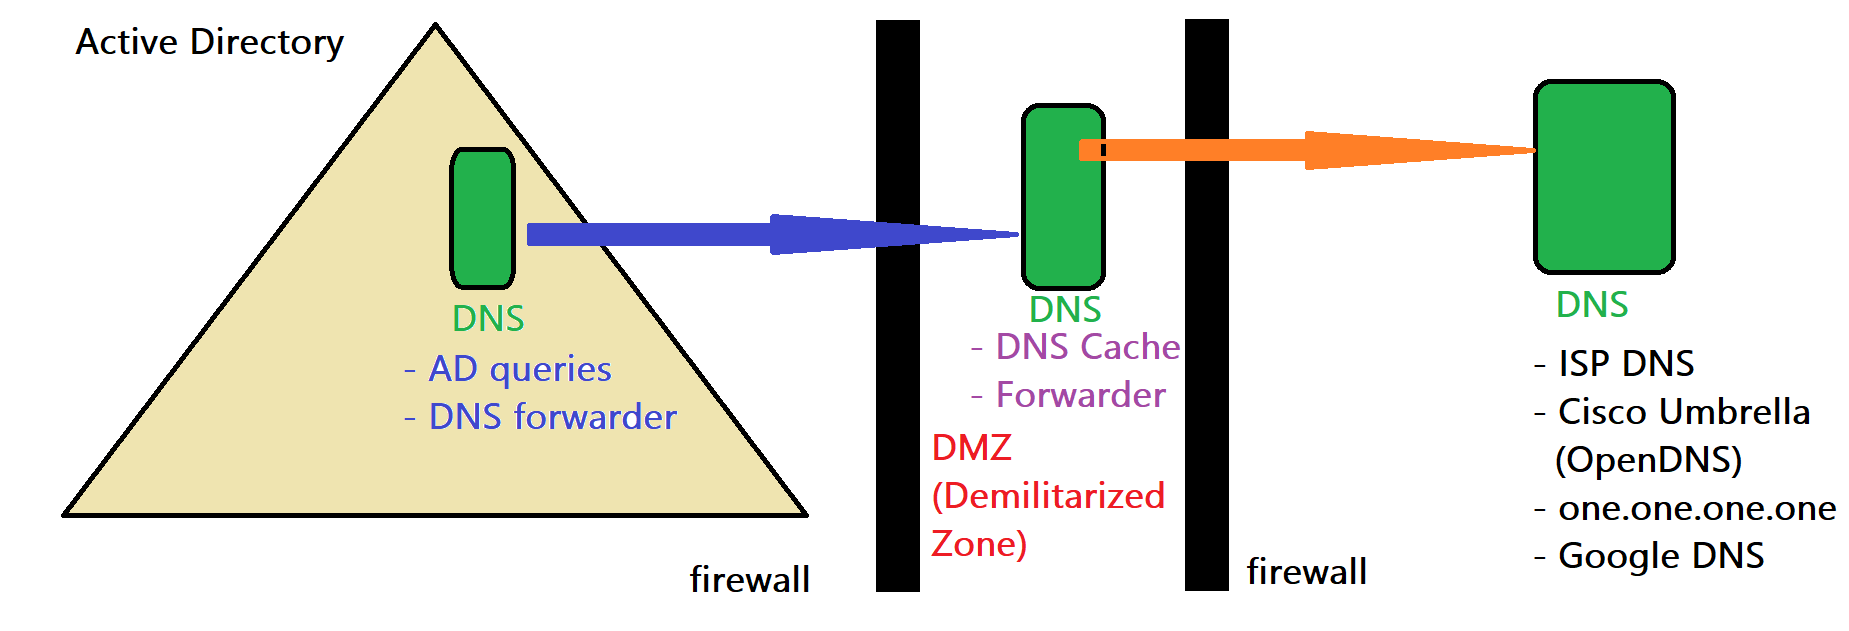 Active Directory
DNS
- AD queries
- DNS forwarder
firewall
DNS
- DNS Cache
- Forwarder
DMZ
(Demilitarized
Zone)
firewall
DNS
- ISP DNS
- Cisco Umbrella
(OpenDNS)
- one.one.one.one
- Google DNS